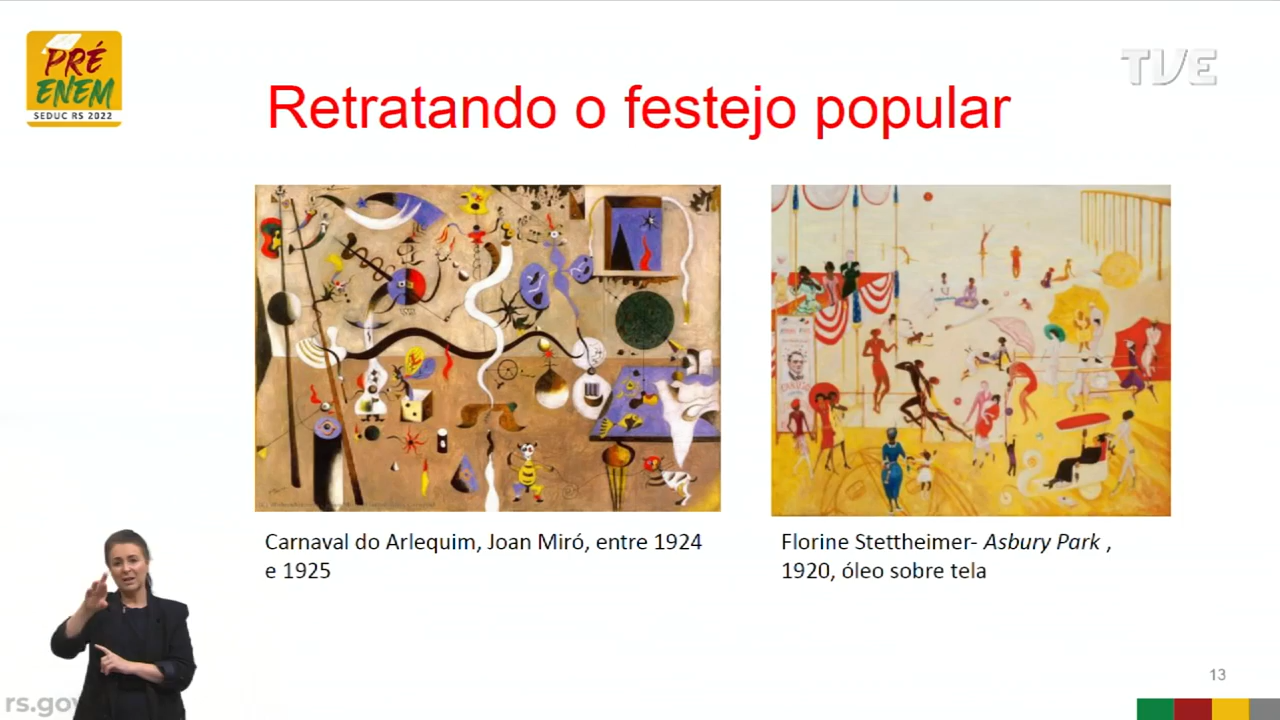 PRÉ
ENEM
SEDUC RS 2022
TVE
Retratando o festejo popular
Carnaval do Arlequim, Joan Miró, entre 1924
e 1925
Florine Stettheimer- Asbury Park ,
1920, óleo sobre tela
13
rs.gov